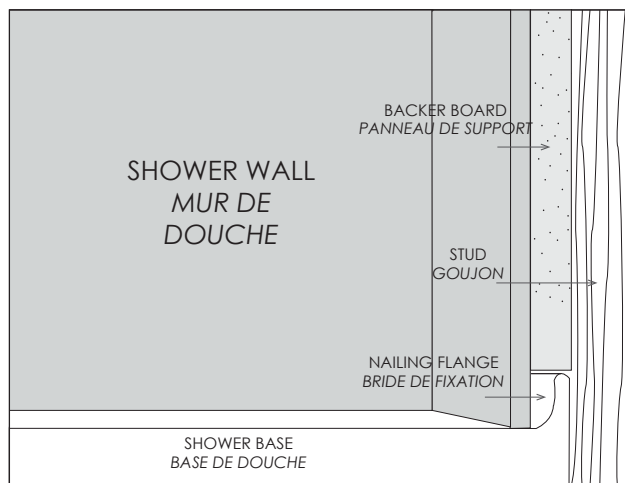 BACKER BOARD
PANNEAU DE SUPPORT
SHOWER WALL
MUR DE
DOUCHE
STUD
GOUJON
NAILING FLANGE
BRIDE DE FIXATION
SHOWER BASE
BASE DE DOUCHE